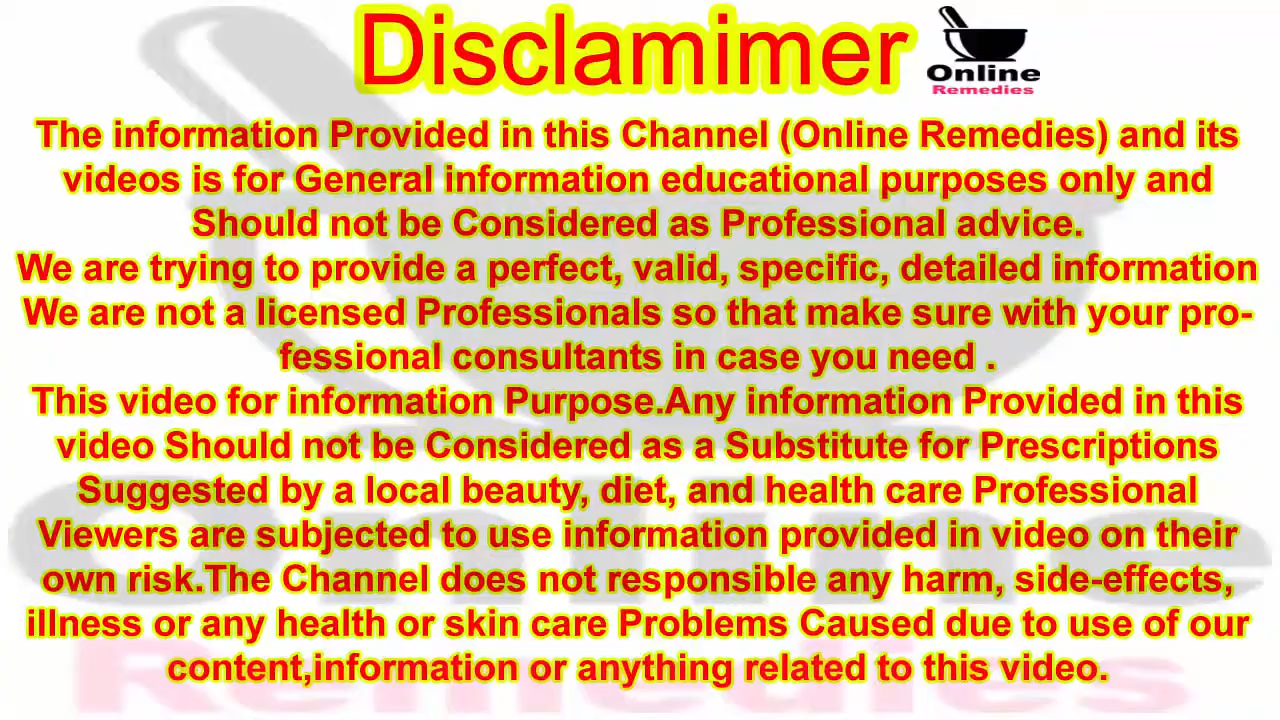 Disclamimer
Online
Remedies
The information Provided in this Channel (Online Remedies) and its
videos is for General information educational purposes only and
Should not be Considered as Professional advice.
We are trying to provide a perfect, valid, specific, detailed information
We are not a licensed Professionals so that make sure with your pro-
fessional consultants in case you need .
This video for information Purpose.Any information Provided in this
video Should not be Considered as a Substitute for Prescriptions
Suggested by a local beauty, diet, and health care Professional
Viewers are subjected to use information provided in video on their
own risk.The Channel does not responsible any harm, side-effects,
illness or any health or skin care Problems Caused due to use of our
content,information or anything related to this video.
Online
Remedies